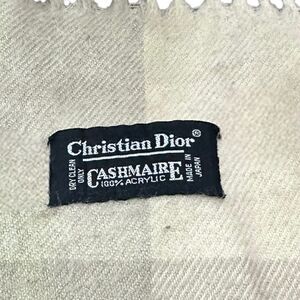 Christian Dior®
DRY CLEAN
ONLY
CASHMAIRE
100% ACRYLIC
MADE IN
JAPAN